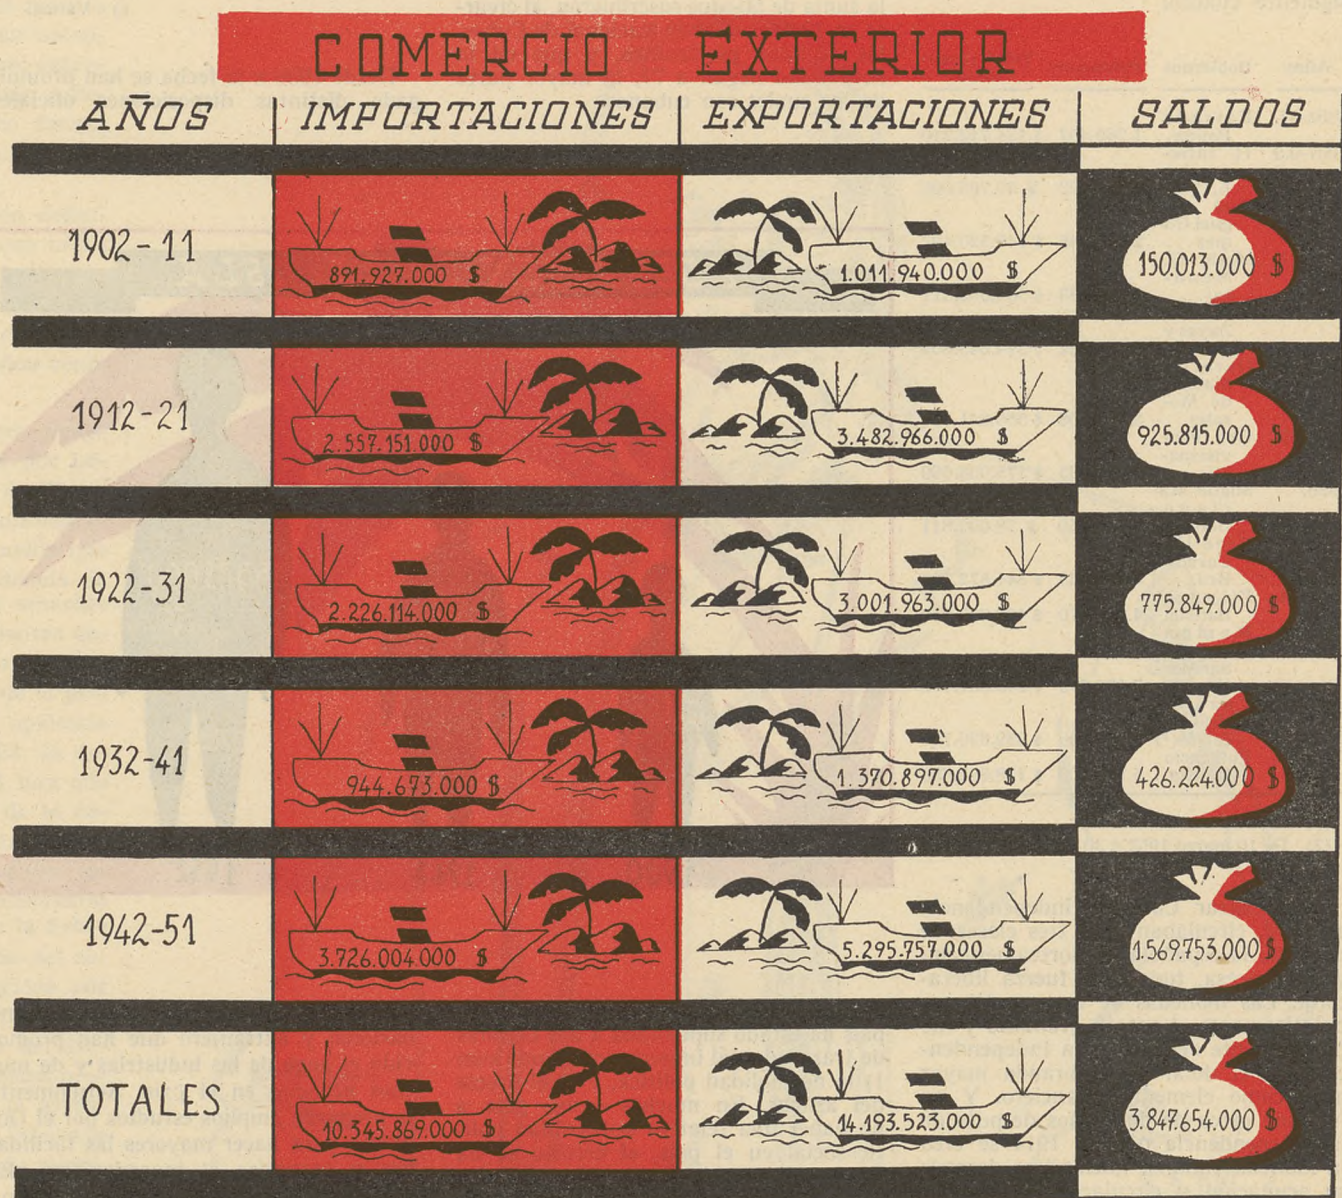 COMERCIO EXTERIOR
AÑOS IMPORTACIONES EXPORTACIONES SALDOS
1902-11 891.927.000 $ 1.011.940.000 $ 150.013.000 $
1912-21 2.557.151.000 $ 3.482.966.000 $ 925.815.000 $
1922-31 2.226.114.000 $ 3.001.963.000 $ 775.849.000 $
1932-41 944.673.000 $ 1.370.897.000 $ 426.224.000 $
1942-51 3.726.004.000 $ 5.295.757.000 $ 1.569.753.000 $
TOTALES 10.345.869.000 $ 14.193.523.000 $ 3.847.654.000 $